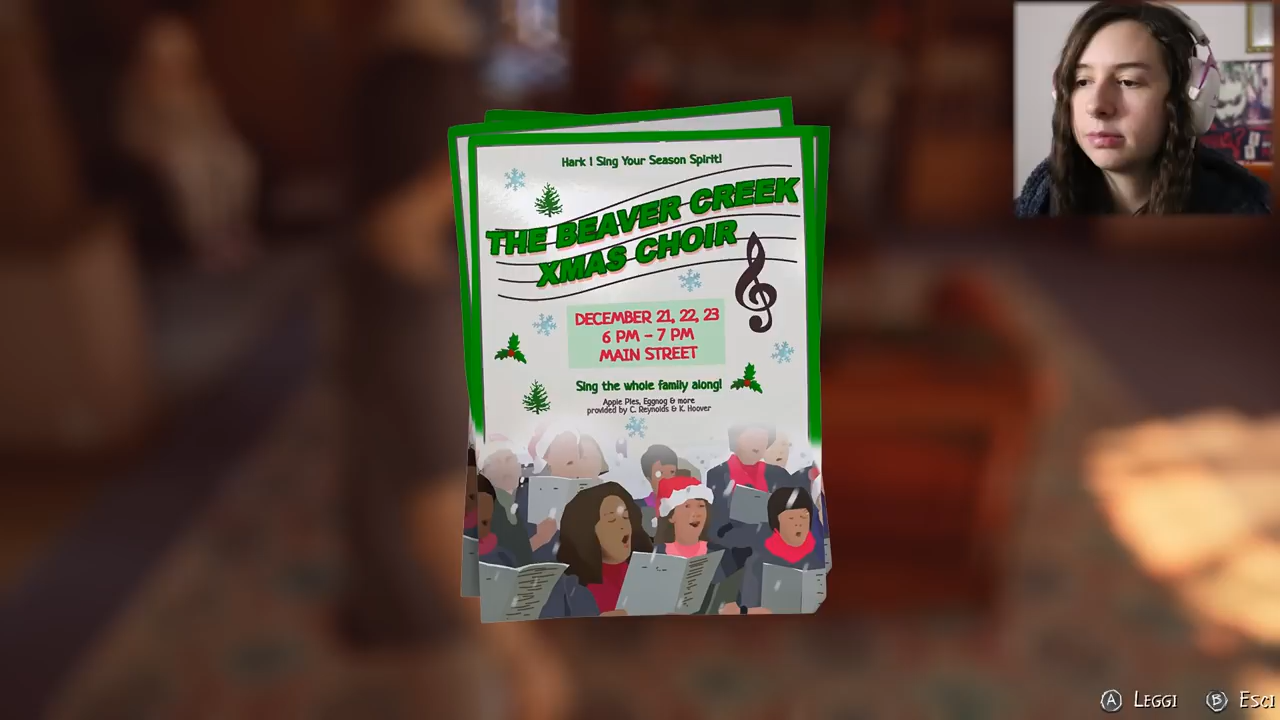 Hark I Sing Your Season Spirit!
THE BEAVER CREEK
XMAS CHOIR
DECEMBER 21, 22, 23
6 PM - 7 PM
MAIN STREET
Sing the whole family along!
Apple Pies, Eggnog & more
provided by C. Reynolds & K. Hoover
A LEGGI B ESCI